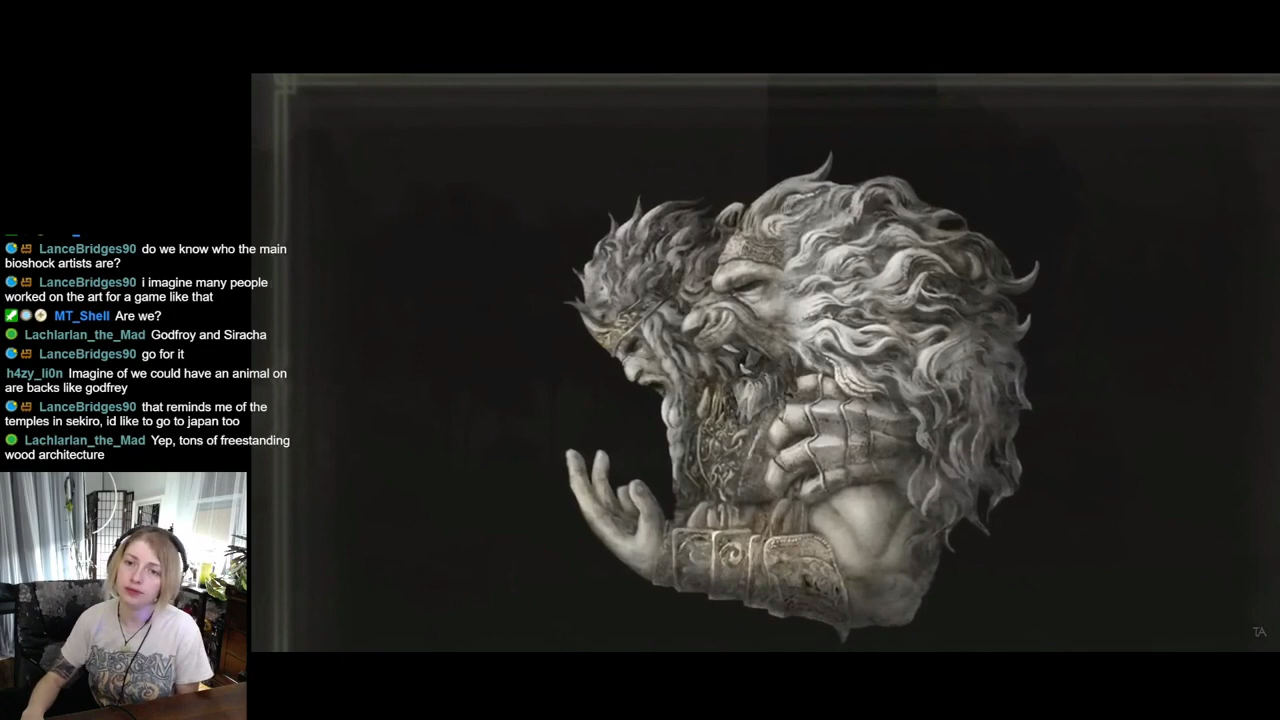 LanceBridges90 do we know who the main
bioshock artists are?
LanceBridges90 i imagine many people
worked on the art for a game like that
MT_Shell Are we?
Lachlarlan_the_Mad Godfroy and Siracha
LanceBridges90 go for it
h4zy_li0n Imagine of we could have an animal on
are backs like godfrey
LanceBridges90 that reminds me of the
temples in sekiro, id like to go to japan too
Lachlarlan_the_Mad Yep, tons of freestanding
wood architecture
ALESTORM
TA